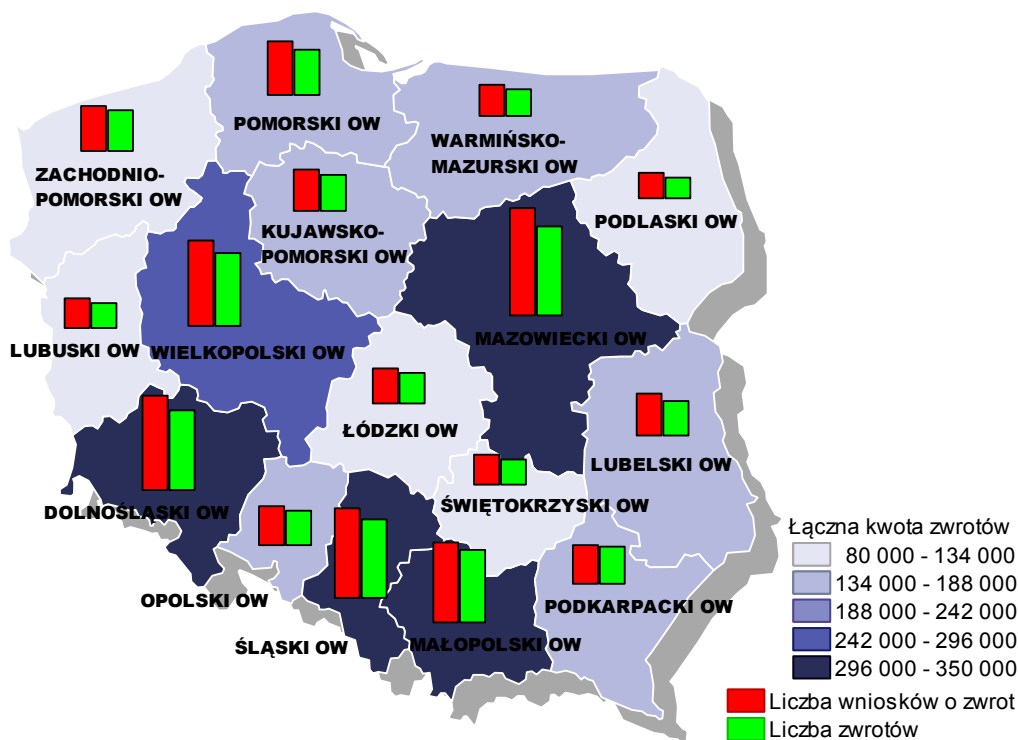 POMORSKI OW
WARMIŃSKO-
MAZURSKI OW
ZACHODNIO-
POMORSKI OW
PODLASKI OW
KUJAWSKO-
POMORSKI OW
MAZOWIECKI OW
LUBUSKI OW
WIELKOPOLSKI OW
ŁÓDZKI OW
LUBELSKI OW
ŚWIĘTOKRZYSKI OW
DOLNOŚLĄSKI OW
OPOLSKI OW
PODKARPACKI OW
ŚLĄSKI OW
MAŁOPOLSKI OW
Łączna kwota zwrotów
80 000 - 134 000
134 000 - 188 000
188 000 - 242 000
242 000 - 296 000
296 000 - 350 000
Liczba wniosków o zwrot
Liczba zwrotów